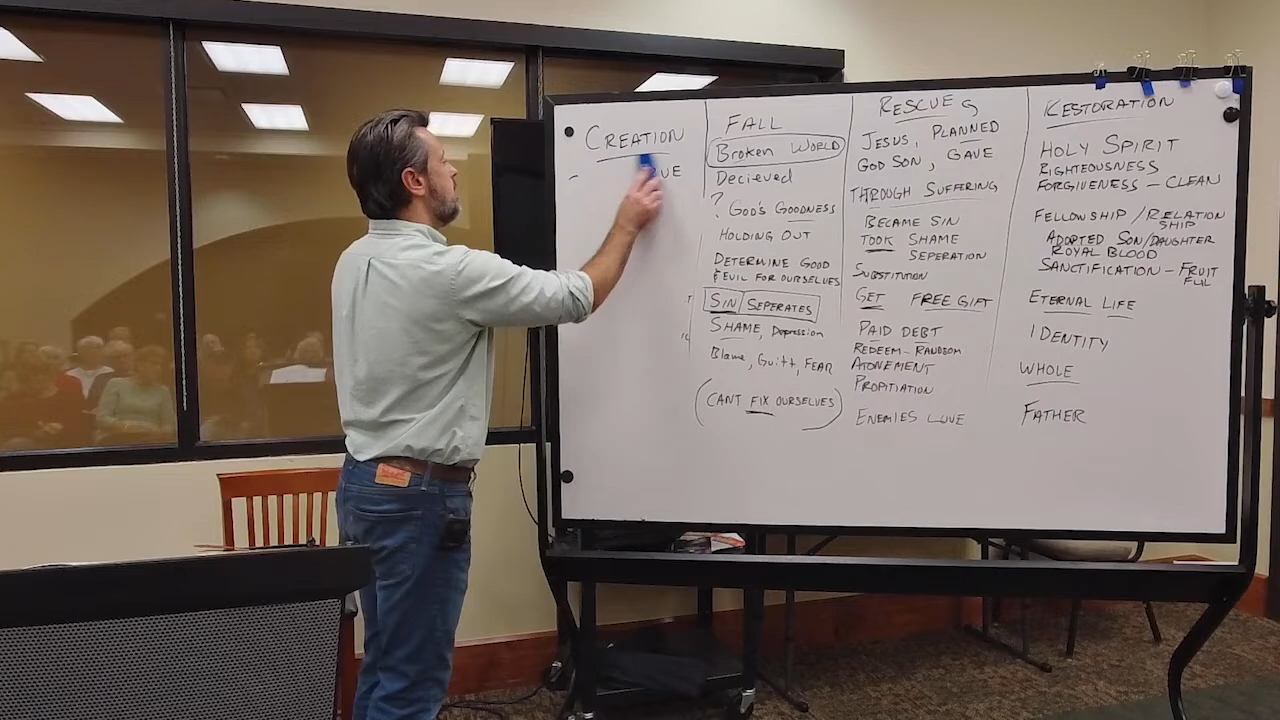 CREATION
FALL
Broken World
Decieved
? GOD'S GOODNESS
HOLDING OUT
DETERMINE GOOD
& EVIL FOR OURSELVES
SIN SEPERATES
SHAME, Depression
Blame, Guitt, FEAR
(CANT FIX OURSELVES)
RESCUE
JESUS, PLANNED
GOD SON, GAVE
THROUGH SUFFERING
BECAME SIN
TOOK SHAME
SEPERATION
SUBSTITUTION
GET FREE GIFT
PAID DEBT
REDEEM - RANDOM
ATONEMENT
PROPITIATION
ENEMIES LOVE
RESTORATION
HOLY SPIRIT
RIGHTEOUSNESS
FORGIVENESS - CLEAN
FELLOWSHIP / RELATION
SHIP
ADOPTED SON/DAUGHTER
ROYAL BLOOD
SANCTIFICATION - FRUIT
FUL
ETERNAL LIFE
IDENTITY
WHOLE
FATHER